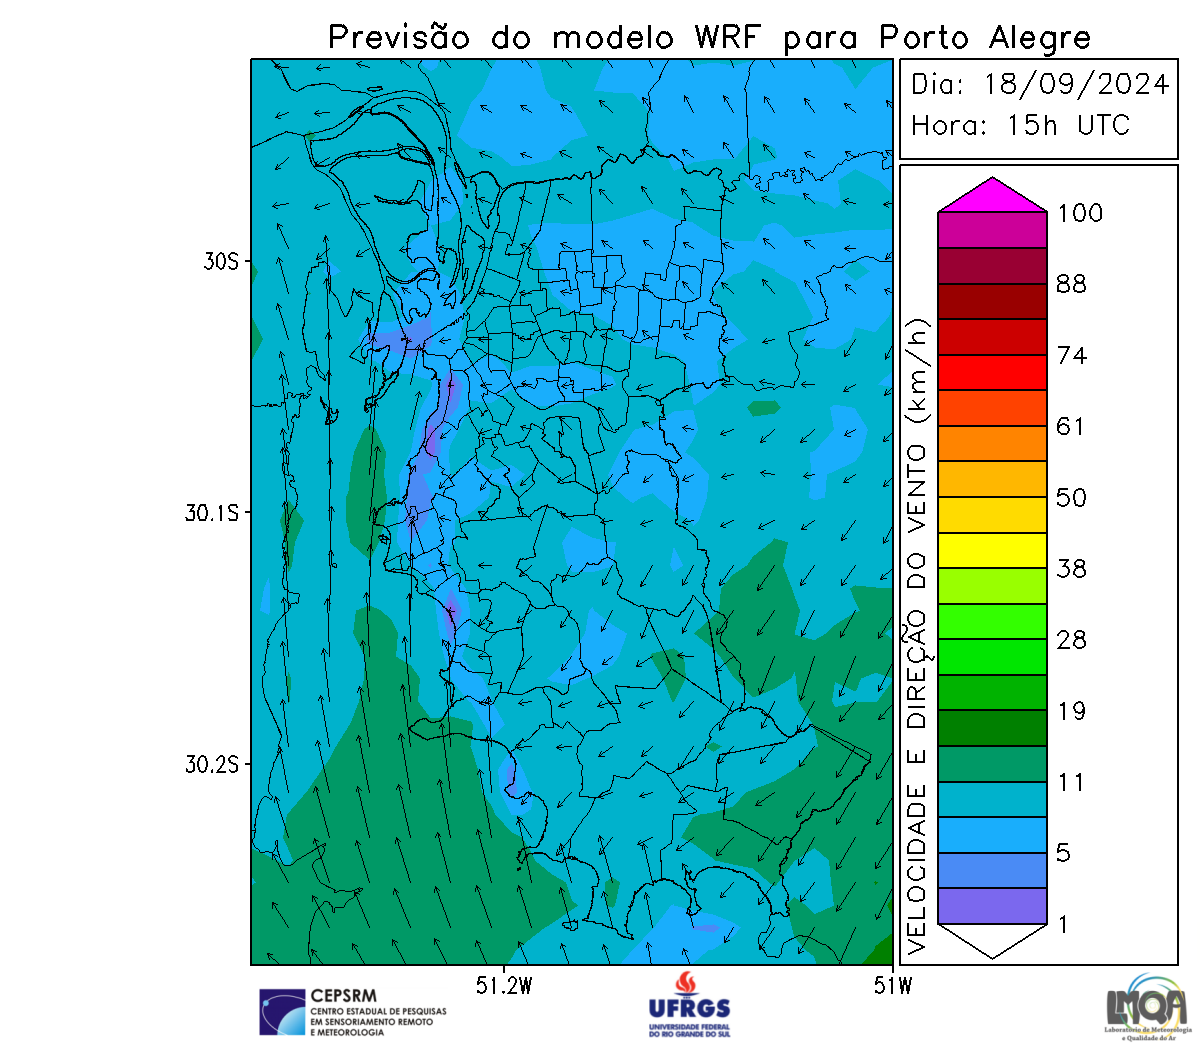 Previsão do modelo WRF para Porto Alegre
Dia: 18/09/2024
Hora: 15h UTC
100
88
74
61
50
38
28
19
11
5
1
VELOCIDADE E DIREÇÃO DO VENTO (km/h)
30S
30.1S
30.2S
51.2W
51W
CEPSRM
CENTRO ESTADUAL DE PESQUISAS
EM SENSORIAMENTO REMOTO
E METEOROLOGIA
UFRGS
UNIVERSIDADE FEDERAL
DO RIO GRANDE DO SUL
LMQA
Laboratório de Meteorologia
e Qualidade do Ar